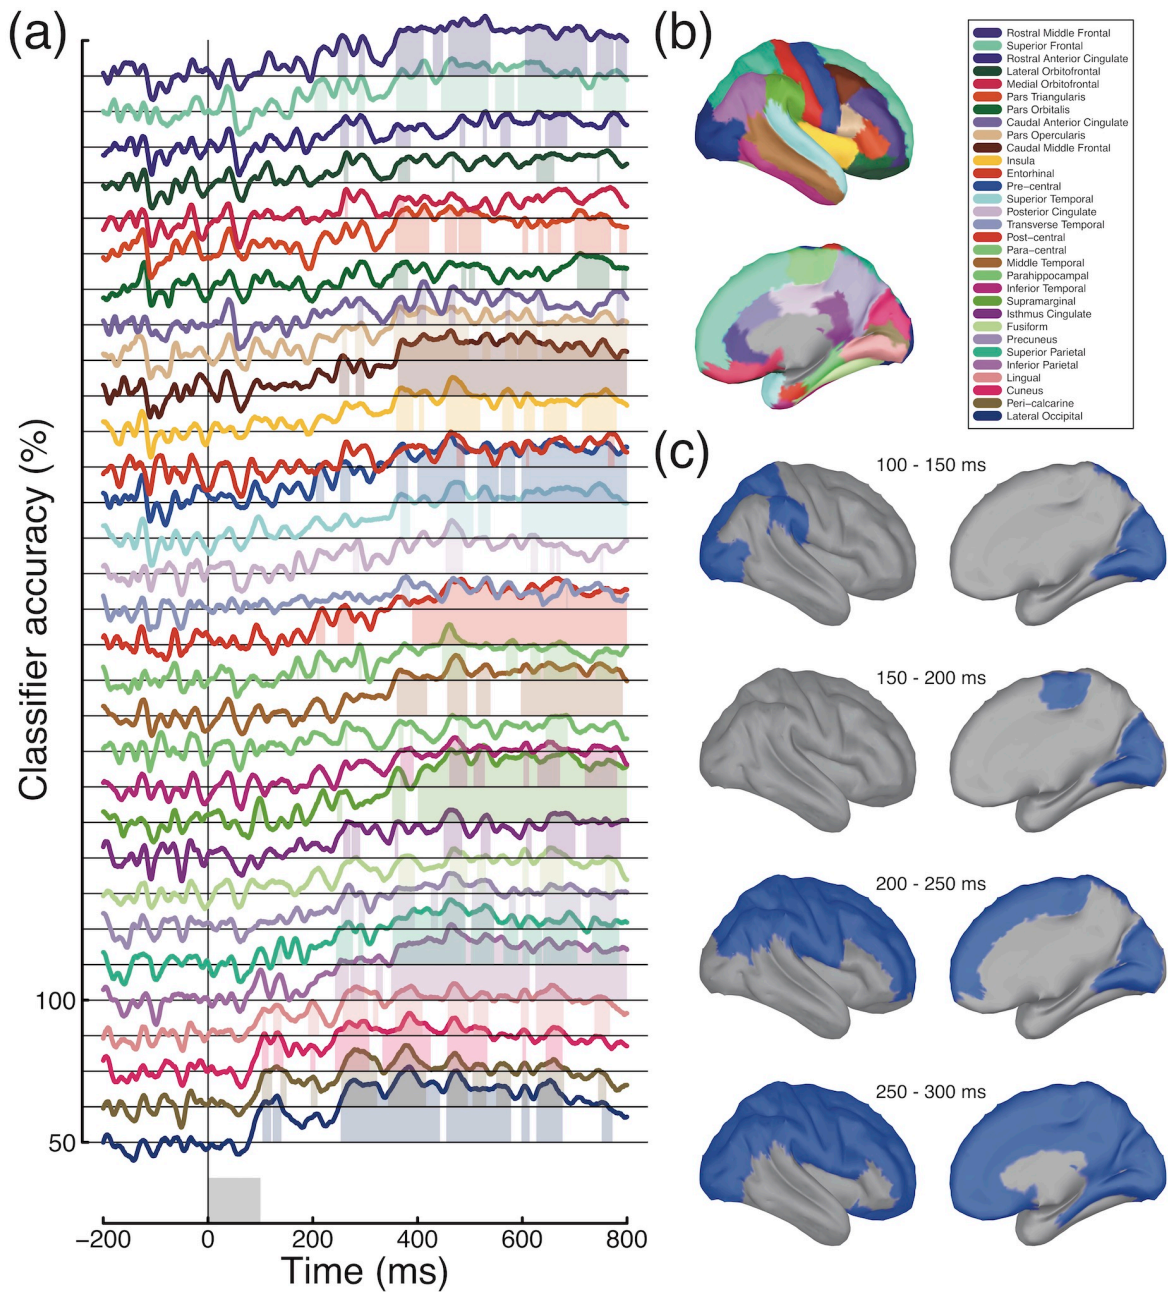 (a)
Classifier accuracy (%)
100
50
−200 0 200 400 600 800
Time (ms)
(b)
Rostral Middle Frontal
Superior Frontal
Rostral Anterior Cingulate
Lateral Orbitofrontal
Medial Orbitofrontal
Pars Triangularis
Pars Orbitalis
Caudal Anterior Cingulate
Pars Opercularis
Caudal Middle Frontal
Insula
Entorhinal
Pre−central
Superior Temporal
Posterior Cingulate
Transverse Temporal
Post−central
Para−central
Middle Temporal
Parahippocampal
Inferior Temporal
Supramarginal
Isthmus Cingulate
Fusiform
Precuneus
Superior Parietal
Inferior Parietal
Lingual
Cuneus
Peri−calcarine
Lateral Occipital
(c)
100 - 150 ms
150 - 200 ms
200 - 250 ms
250 - 300 ms